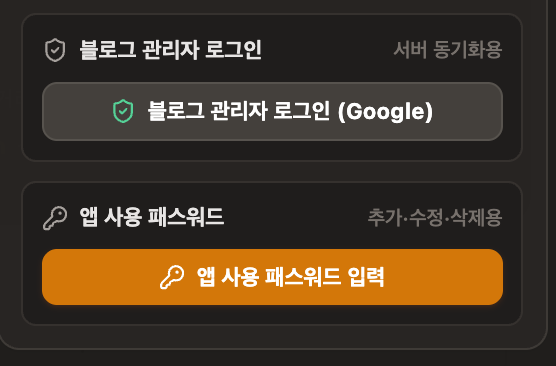 블로그 관리자 로그인 서버 동기화용
블로그 관리자 로그인 (Google)
앱 사용 패스워드 추가·수정·삭제용
앱 사용 패스워드 입력